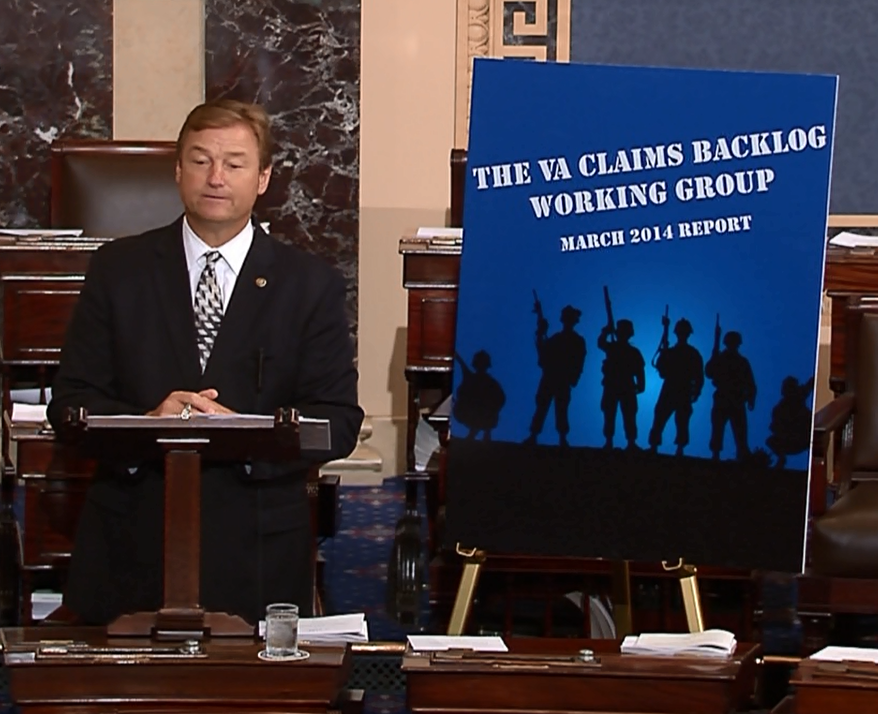 THE VA CLAIMS BACKLOG
WORKING GROUP
MARCH 2014 REPORT